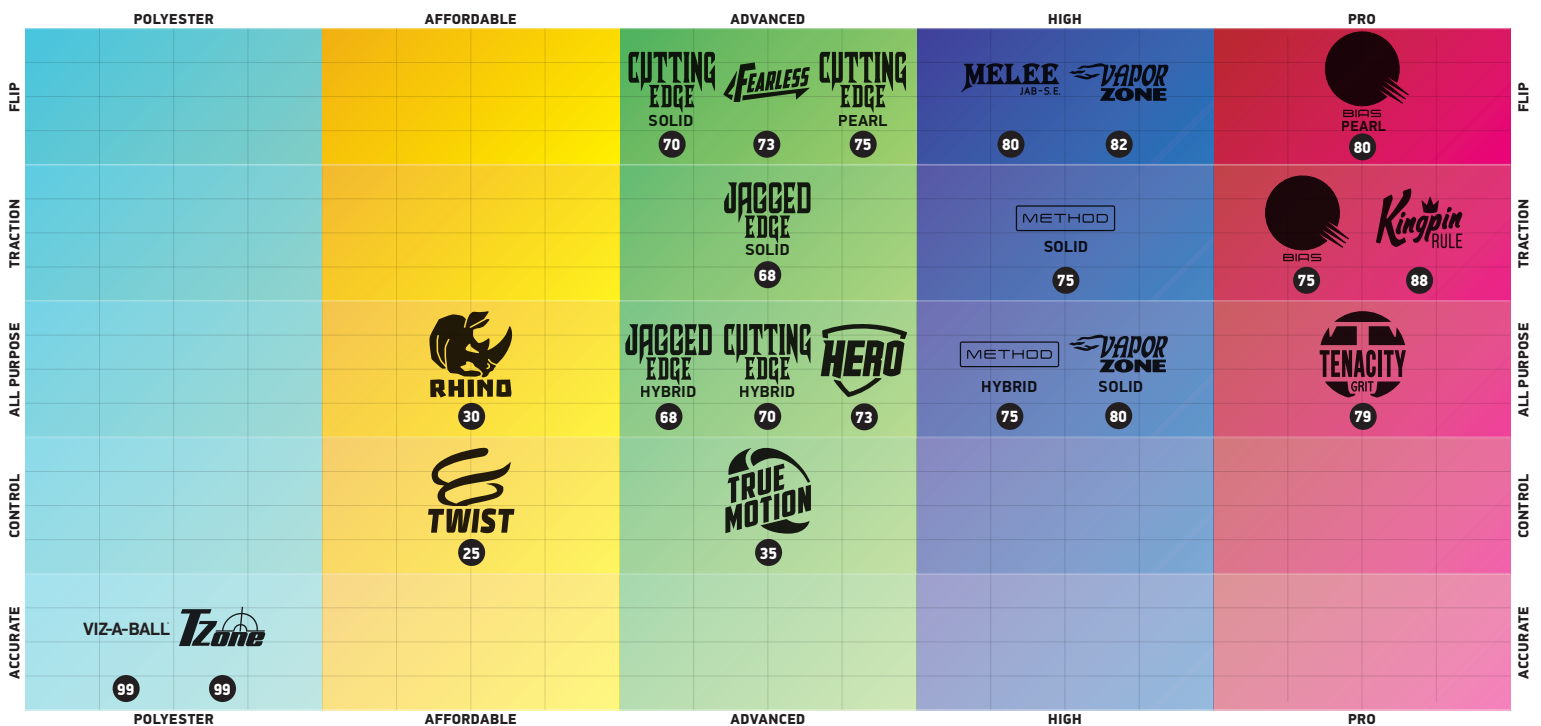 POLYESTER AFFORDABLE ADVANCED HIGH PRO
FLIP
CUTTING EDGE
SOLID
70
FEARLESS
73
CUTTING EDGE
PEARL
75
MELEE
JAB-S.E.
80
VAPOR
ZONE
82
BIAS
PEARL
80
FLIP
TRACTION
JAGGED
EDGE
SOLID
68
METHOD
SOLID
75
BIAS
75
Kingpin
RULE
88
TRACTION
ALL PURPOSE
RHINO
30
JAGGED
EDGE
HYBRID
68
CUTTING
EDGE
HYBRID
70
HERO
73
METHOD
HYBRID
75
VAPOR
ZONE
SOLID
80
TENACITY
GRIT
79
ALL PURPOSE
CONTROL
TWIST
25
TRUE
MOTION
35
CONTROL
ACCURATE
VIZ-A-BALL
99
TZone
99
ACCURATE
POLYESTER AFFORDABLE ADVANCED HIGH PRO